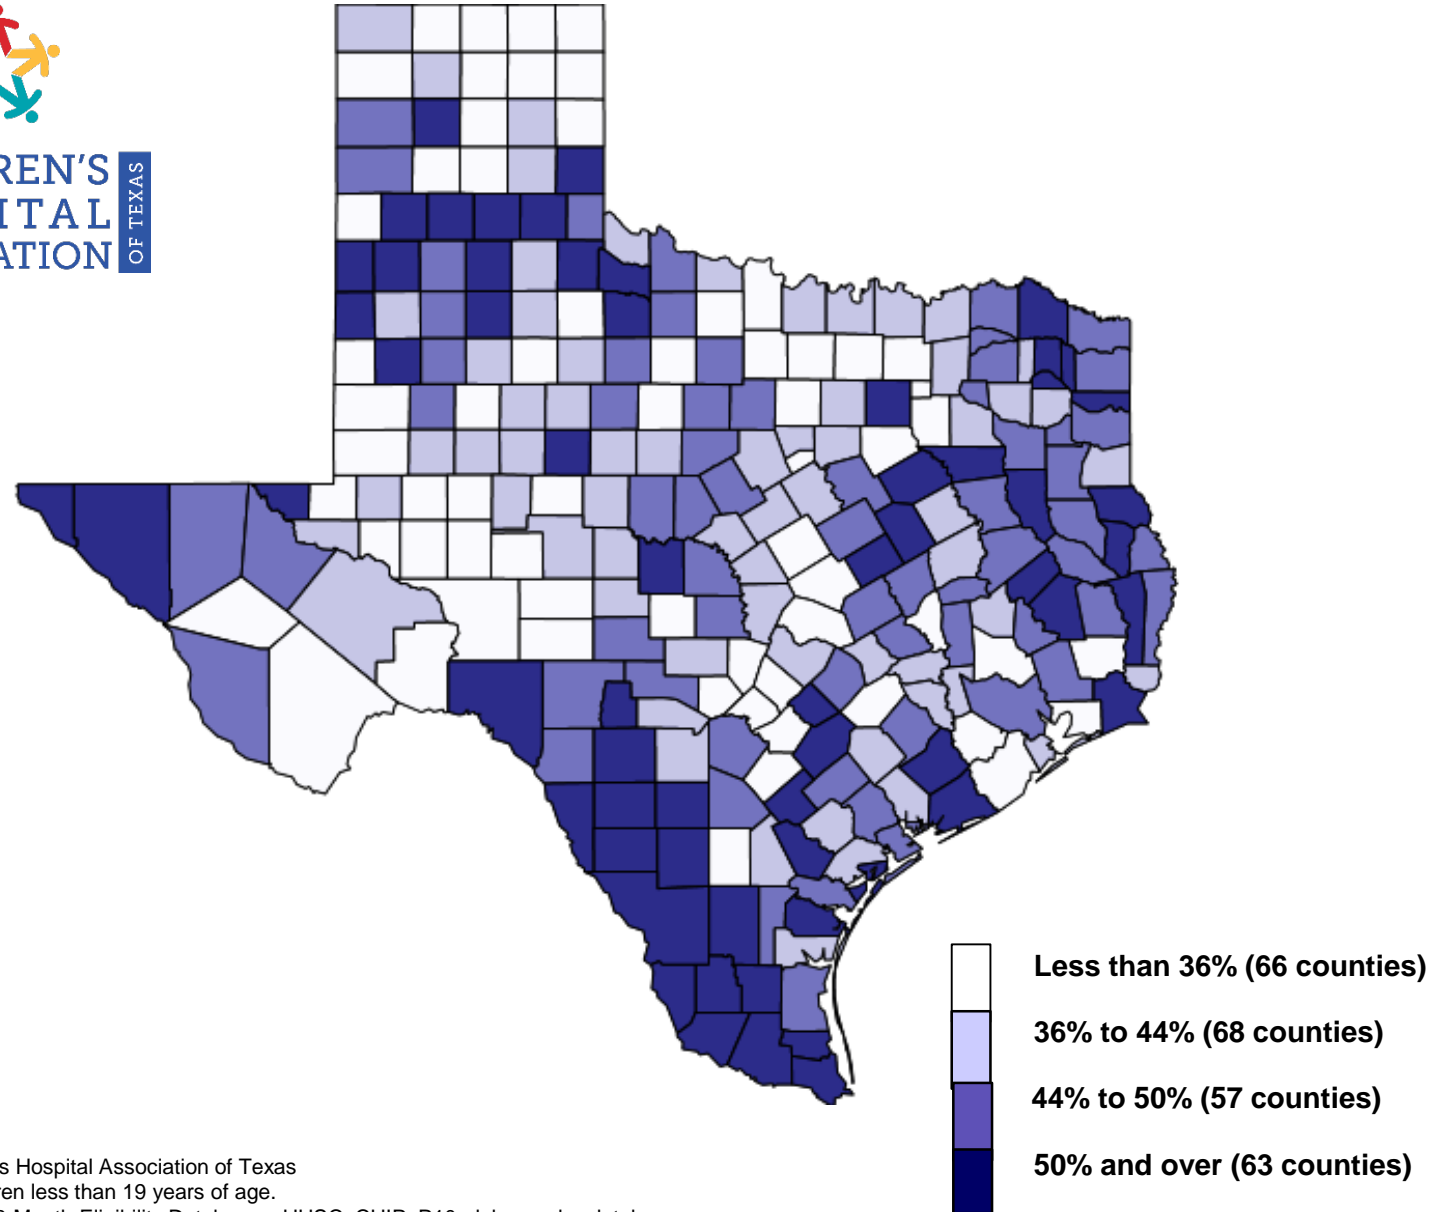 REN'S
ITAL
ATION
OF TEXAS
Less than 36% (66 counties)
36% to 44% (68 counties)
44% to 50% (57 counties)
50% and over (63 counties)
s Hospital Association of Texas
ren less than 19 years of age.